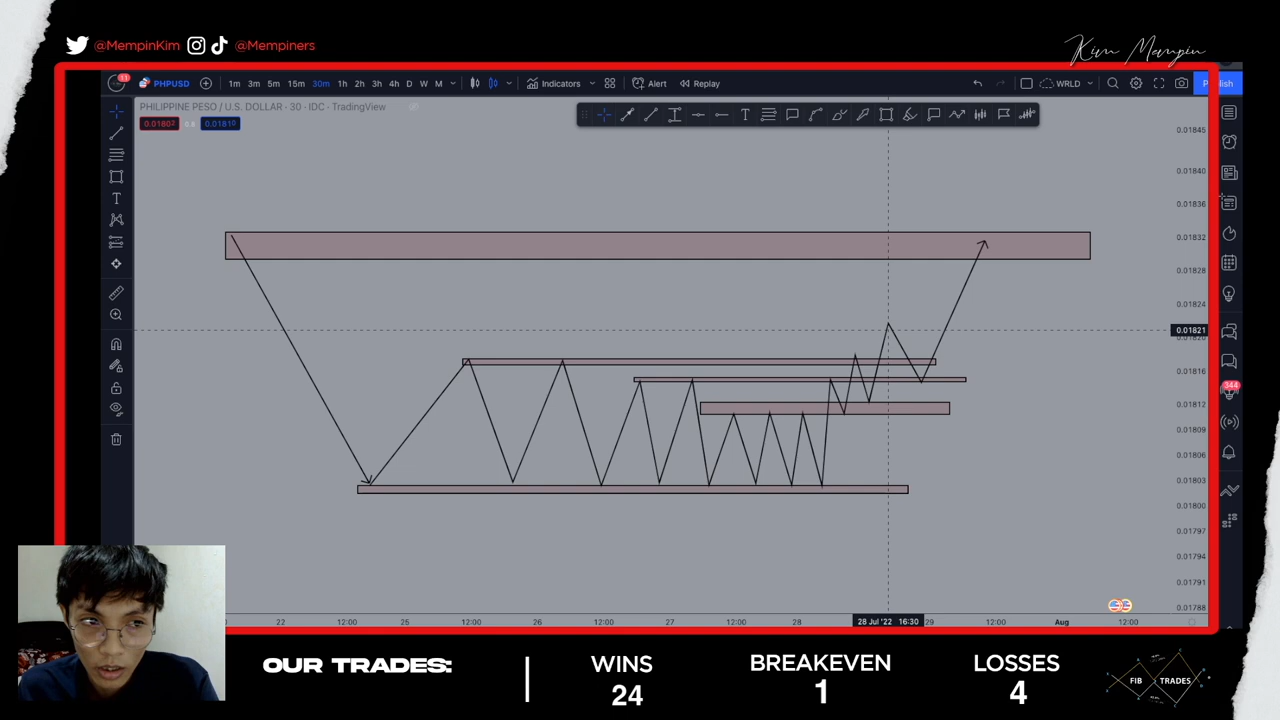 @MempinKim @Mempiners
Kim Mempin
11 PHPUSD 1m 3m 5m 15m 30m 1h 2h 3h 4h D W M Indicators Alert Replay WRLD
PHILIPPINE PESO / U.S. DOLLAR · 30 · IDC · TradingView
0.01802 0.8 0.01810
0.01845
0.01840
0.01836
0.01832
0.01828
0.01824
0.01821
0.01816
0.01812
0.01809
0.01806
0.01803
0.01800
0.01797
0.01794
0.01791
0.01788
344
22 12:00 25 12:00 26 12:00 27 12:00 28 28 Jul '22 16:30 29 12:00 Aug 12:00
OUR TRADES:
WINS
24
BREAKEVEN
1
LOSSES
4
FIB TRADES